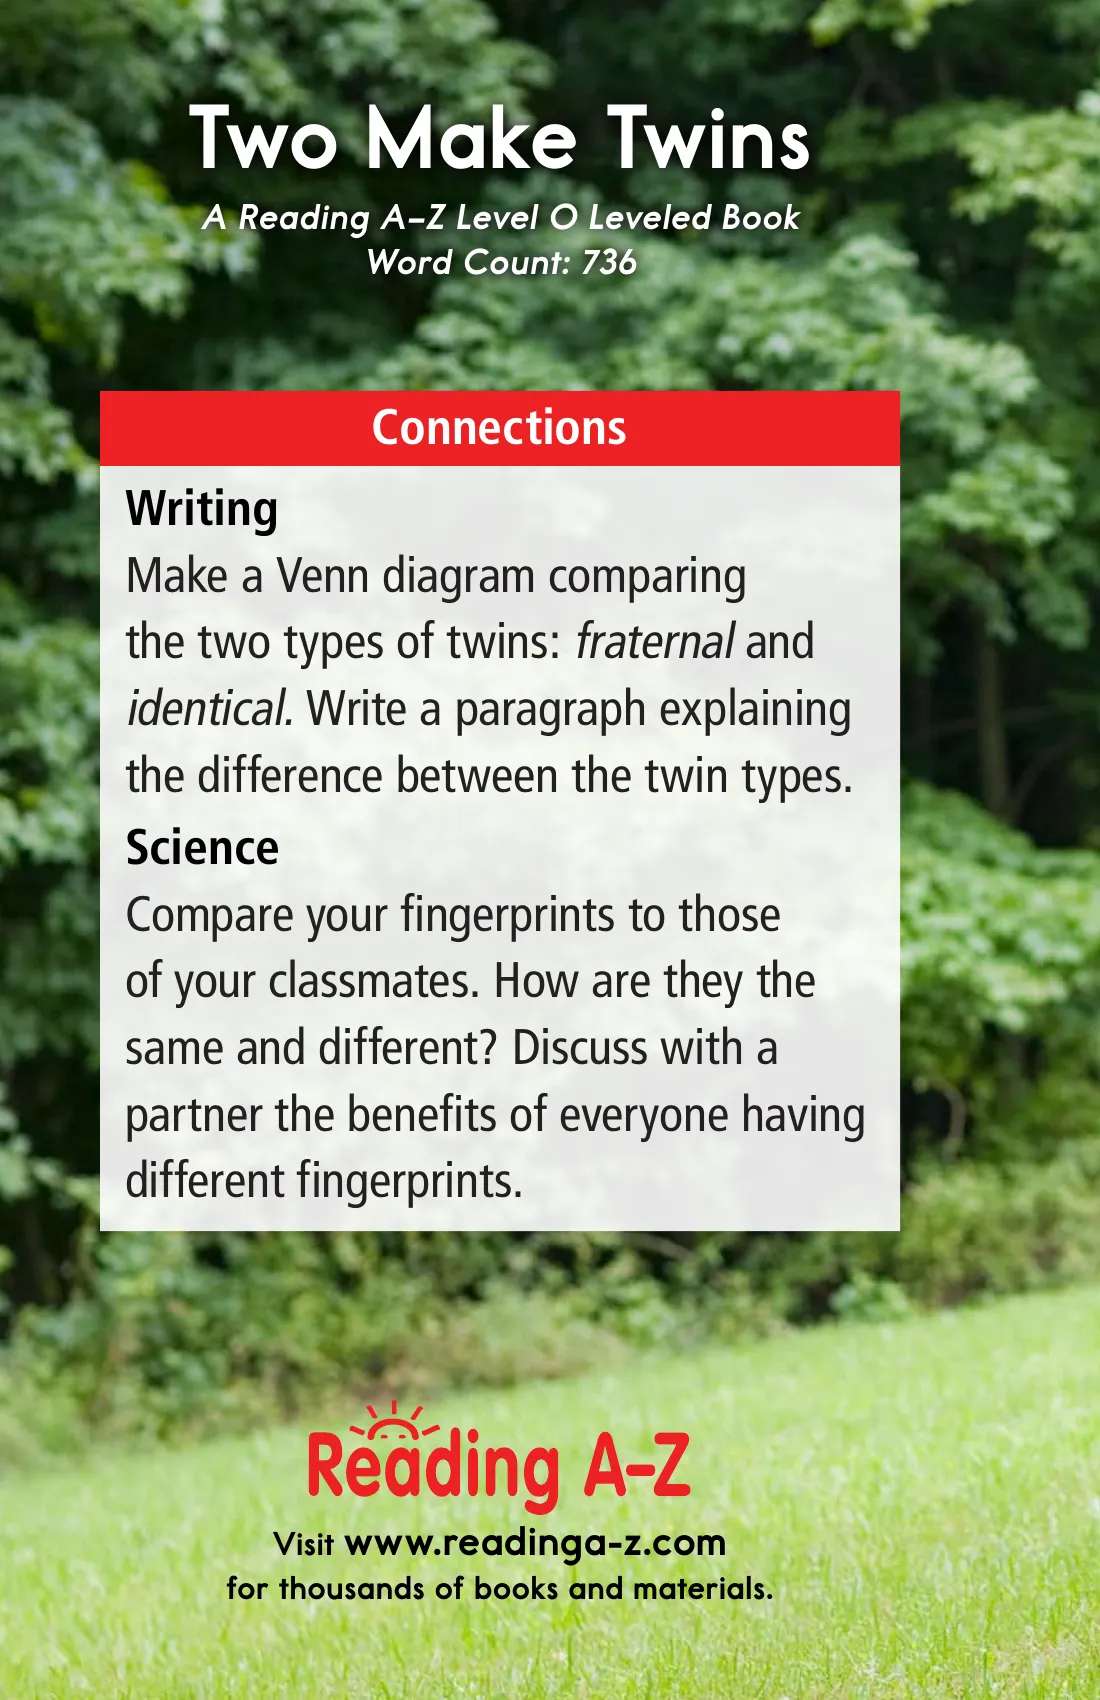 Two Make Twins
A Reading A–Z Level O Leveled Book
Word Count: 736
Connections
Writing
Make a Venn diagram comparing
the two types of twins: fraternal and
identical. Write a paragraph explaining
the difference between the twin types.
Science
Compare your fingerprints to those
of your classmates. How are they the
same and different? Discuss with a
partner the benefits of everyone having
different fingerprints.
Reading A–Z
Visit www.readinga-z.com
for thousands of books and materials.